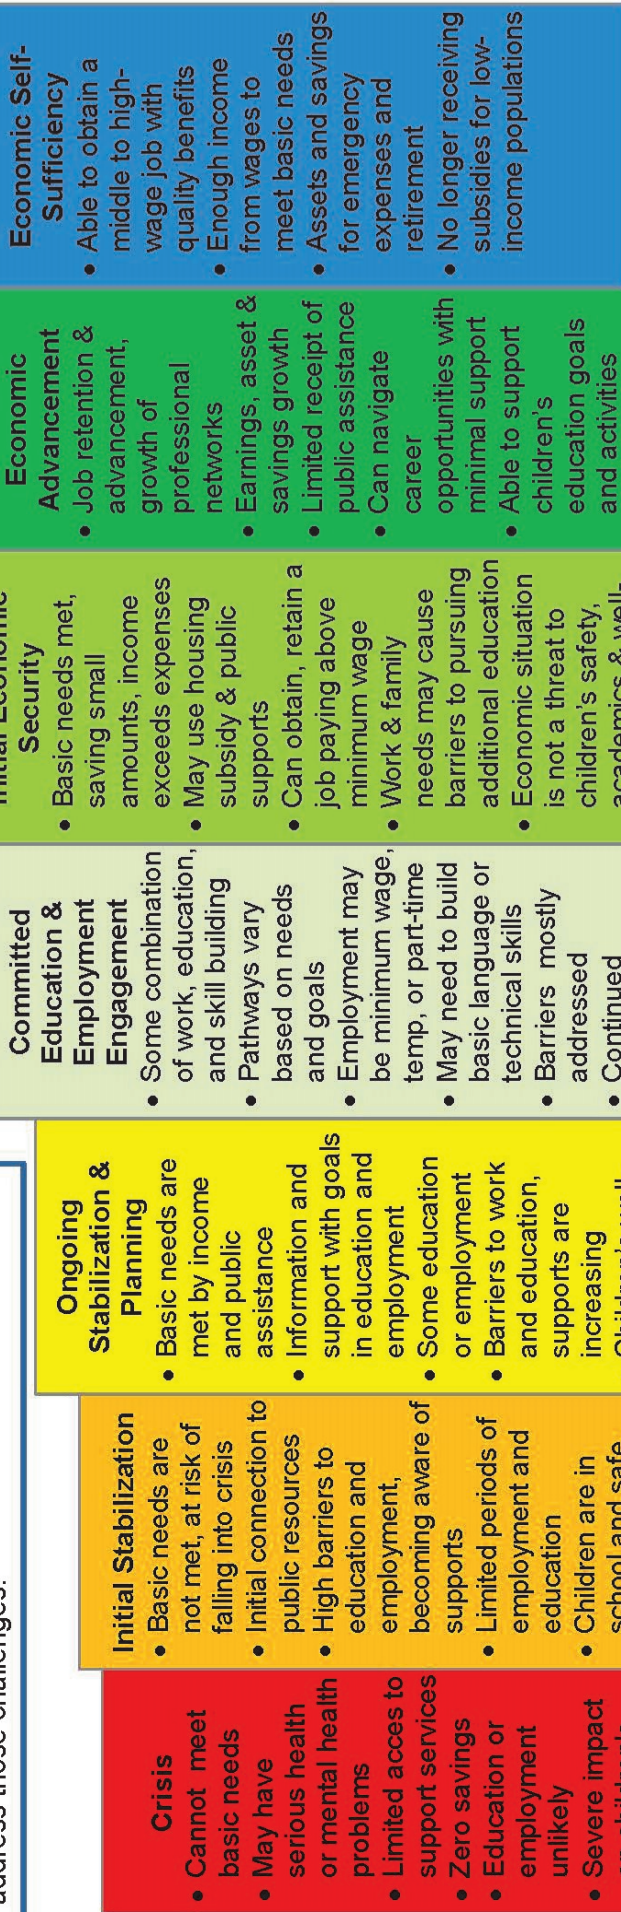 address those challenges.
Crisis
• Cannot meet
basic needs
• May have
serious health
or mental health
problems
• Limited acces to
support services
• Zero savings
• Education or
employment
unlikely
• Severe impact
Initial Stabilization
• Basic needs are
not met, at risk of
falling into crisis
• Initial connection to
public resources
• High barriers to
education and
employment,
becoming aware of
supports
• Limited periods of
employment and
education
• Children are in
school and safe
Ongoing
Stabilization &
Planning
• Basic needs are
met by income
and public
assistance
• Information and
support with goals
in education and
employment
• Some education
or employment
• Barriers to work
and education,
supports are
increasing
Committed
Education &
Employment
Engagement
• Some combination
of work, education,
and skill building
• Pathways vary
based on needs
and goals
• Employment may
be minimum wage,
temp, or part-time
• May need to build
basic language or
technical skills
• Barriers mostly
addressed
• Continued
Initial Economic
Security
• Basic needs met,
saving small
amounts, income
exceeds expenses
• May use housing
subsidy & public
supports
• Can obtain, retain a
job paying above
minimum wage
• Work & family
needs may cause
barriers to pursuing
additional education
• Economic situation
is not a threat to
children's safety,
academics & well-
Economic
Advancement
• Job retention &
advancement,
growth of
professional
networks
• Earnings, asset &
savings growth
• Limited receipt of
public assistance
• Can navigate
career
opportunities with
minimal support
• Able to support
children's
education goals
and activities
Economic Self-
Sufficiency
• Able to obtain a
middle to high-
wage job with
quality benefits
• Enough income
from wages to
meet basic needs
• Assets and savings
for emergency
expenses and
retirement
• No longer receiving
subsidies for low-
income populations